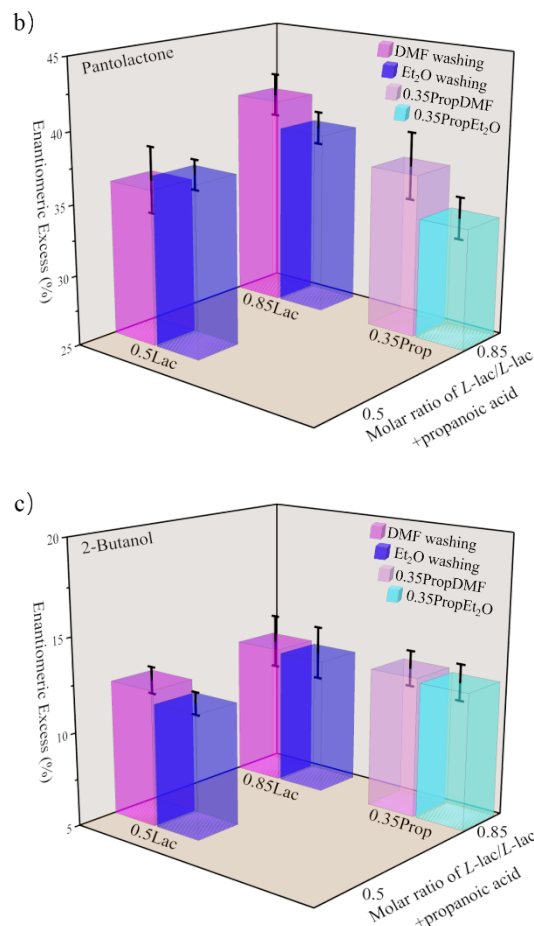 b)
Pantolactone
DMF washing
Et₂O washing
0.35PropDMF
0.35PropEt₂O
Enantiomeric Excess (%)
45
40
35
30
25
0.5Lac
0.85Lac
0.35Prop
0.5
0.85
Molar ratio of L-lac/L-lac
+propanoic acid
c)
2-Butanol
DMF washing
Et₂O washing
0.35PropDMF
0.35PropEt₂O
Enantiomeric Excess (%)
20
15
10
5
0.5Lac
0.85Lac
0.35Prop
0.5
0.85
Molar ratio of L-lac/L-lac
+propanoic acid